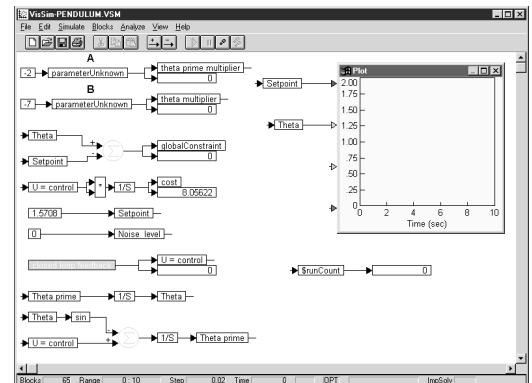 VisSim-PENDULUM.VSM
File Edit Simulate Blocks Analyze View Help
A
-2 parameterUnknown theta prime multiplier
0
B
-7 parameterUnknown theta multiplier
0
Theta
+
-
Setpoint
globalConstraint
0
U = control * 1/S cost
8.05622
1.5708 Setpoint
0 Noise level
U = control
0
Theta prime 1/S Theta
Theta sin
-
+
U = control
1/S Theta prime
Setpoint
Theta
Plot
2.00
1.75
1.50
1.25
1.00
.75
.50
.25
0
0 2 4 6 8 10
Time (sec)
$runCount 0
Blocks 65 Range 0:10 Step 0.02 Time 0 OPT ImpSolv